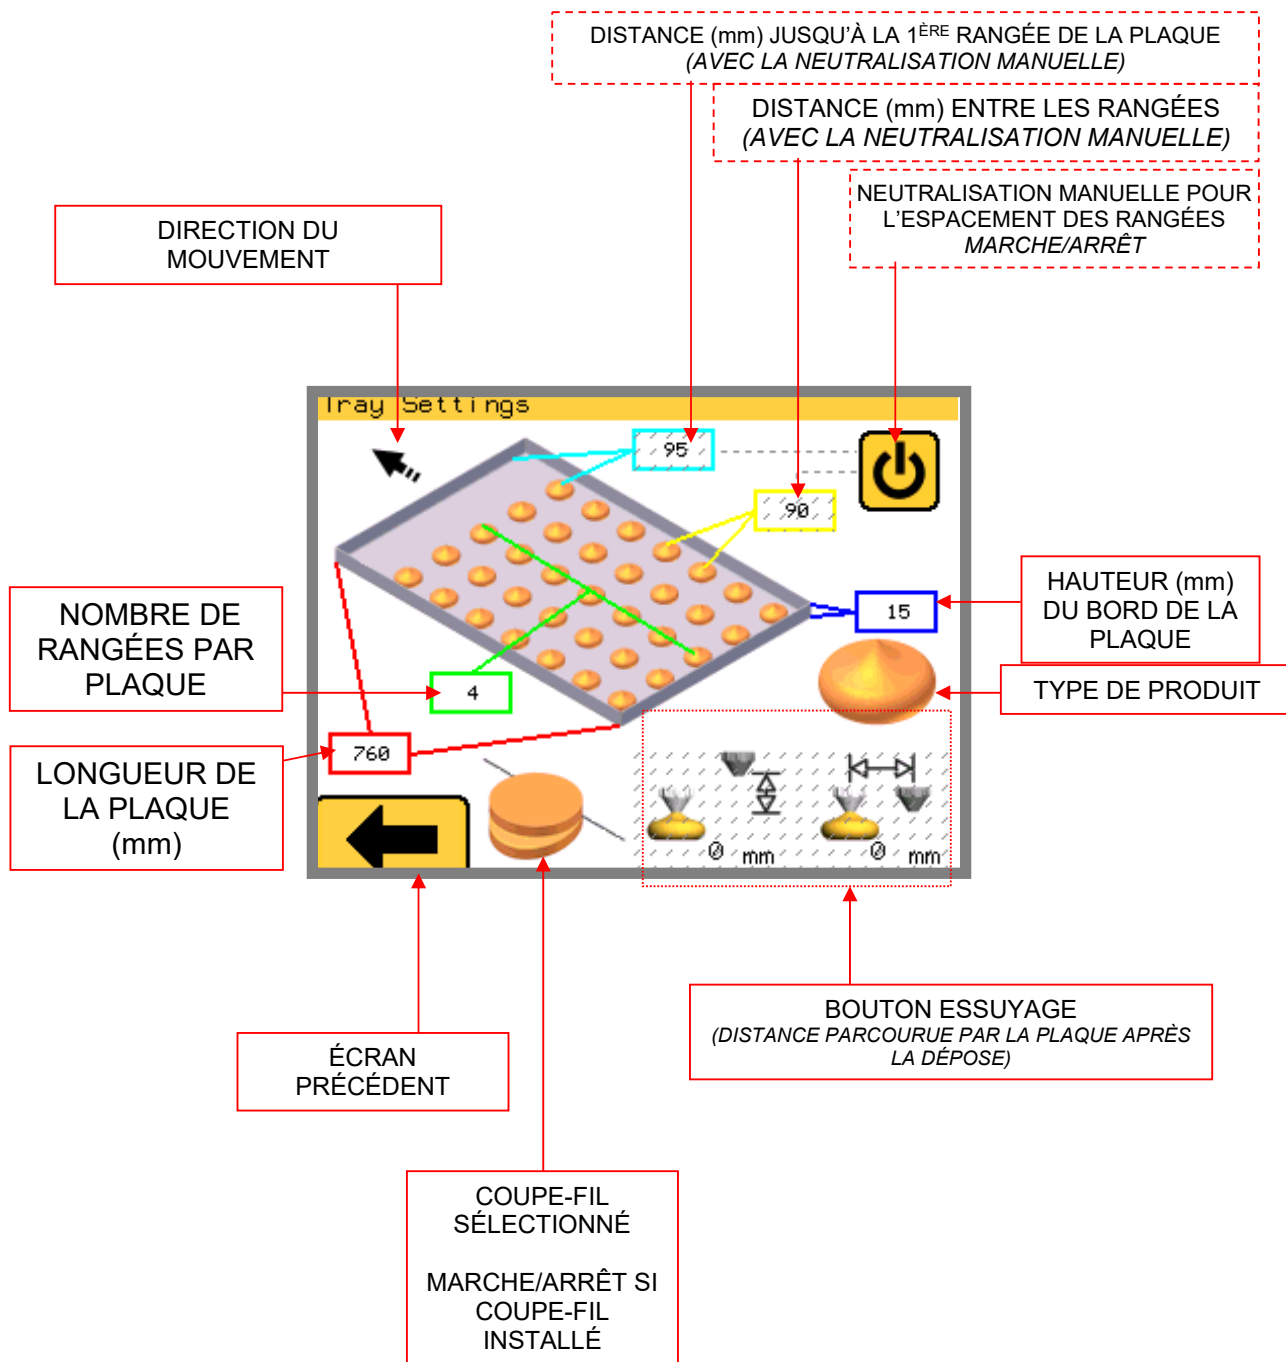 DISTANCE (mm) JUSQU'À LA 1ÈRE RANGÉE DE LA PLAQUE
(AVEC LA NEUTRALISATION MANUELLE)
DISTANCE (mm) ENTRE LES RANGÉES
(AVEC LA NEUTRALISATION MANUELLE)
NEUTRALISATION MANUELLE POUR
L'ESPACEMENT DES RANGÉES
MARCHE/ARRÊT
DIRECTION DU
MOUVEMENT
Tray Settings
95
90
15
4
760
0 mm
0 mm
HAUTEUR (mm)
DU BORD DE LA
PLAQUE
TYPE DE PRODUIT
NOMBRE DE
RANGÉES PAR
PLAQUE
LONGUEUR DE
LA PLAQUE
(mm)
BOUTON ESSUYAGE
(DISTANCE PARCOURUE PAR LA PLAQUE APRÈS
LA DÉPOSE)
ÉCRAN
PRÉCÉDENT
COUPE-FIL
SÉLECTIONNÉ
MARCHE/ARRÊT SI
COUPE-FIL
INSTALLÉ